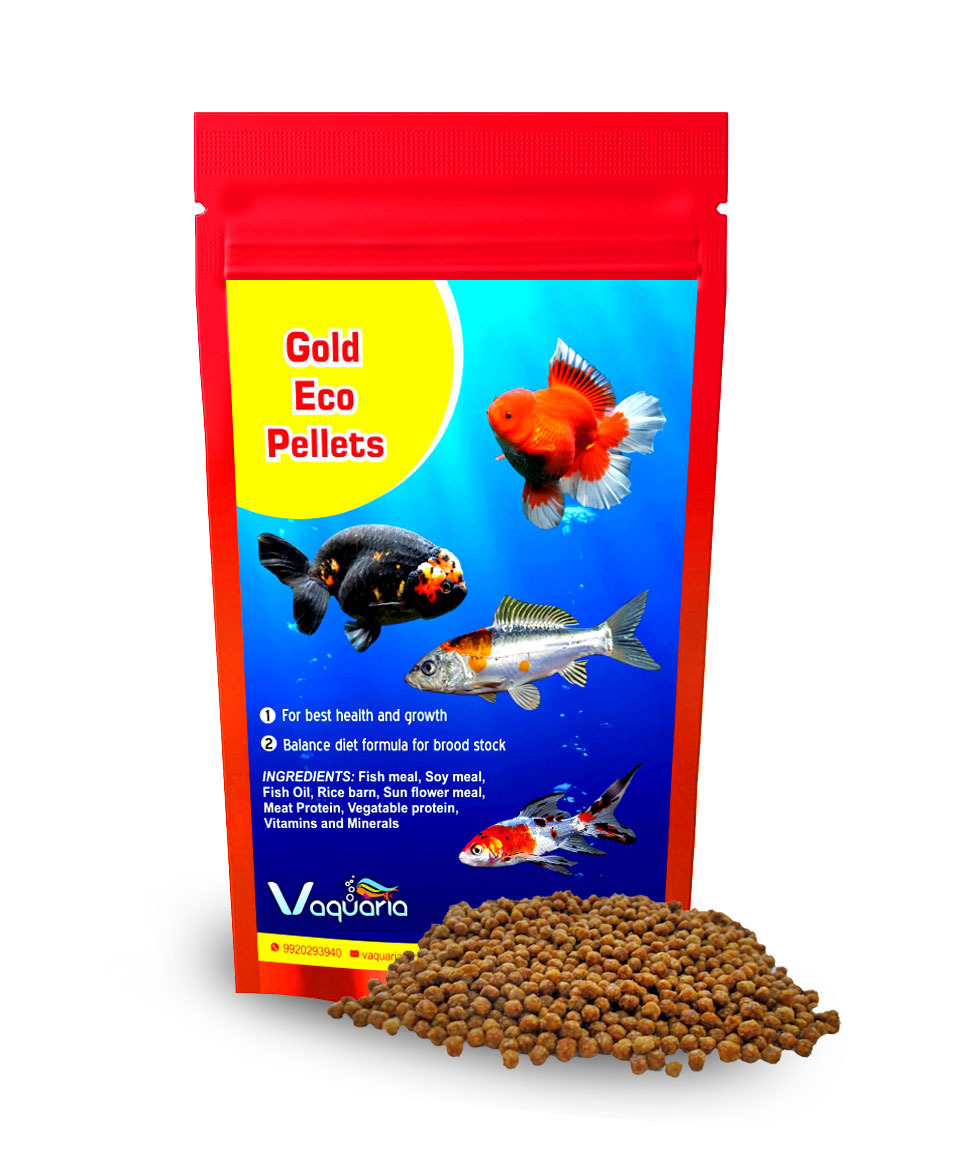 Gold
Eco
Pellets
1 For best health and growth
2 Balance diet formula for brood stock
INGREDIENTS: Fish meal, Soy meal,
Fish Oil, Rice barn, Sun flower meal,
Meat Protein, Vegatable protein,
Vitamins and Minerals
Vaquaria
9920293940